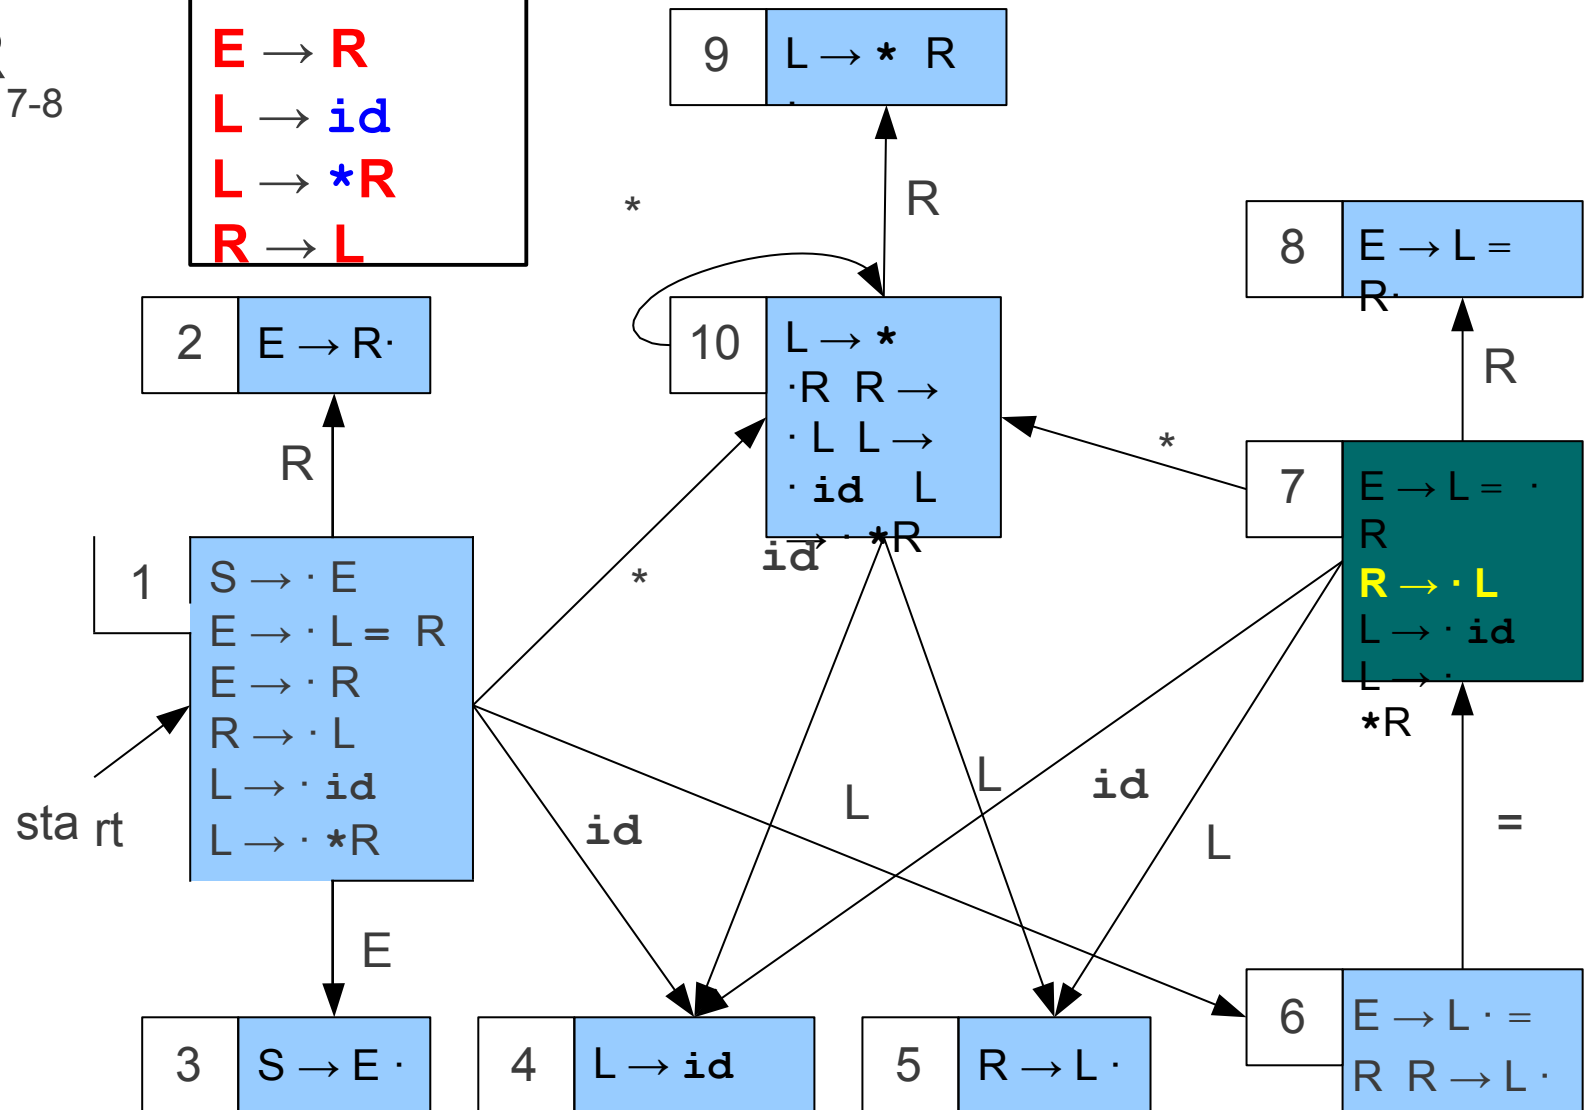 7-8
E → R
L → id
L → *R
R → L
9
L → * R
·
R
*
8
E → L =
R·
2
E → R·
10
L → *
·R R →
· L L →
· id L
→ · *R
R
R
*
7
E → L = ·
R
R → · L
L → · id
L → ·
*R
id
*
1
S → · E
E → · L = R
E → · R
R → · L
L → · id
L → · *R
sta rt
id
L
L
id
L
=
E
3
S → E ·
4
L → id
5
R → L ·
6
E → L · =
R R → L ·